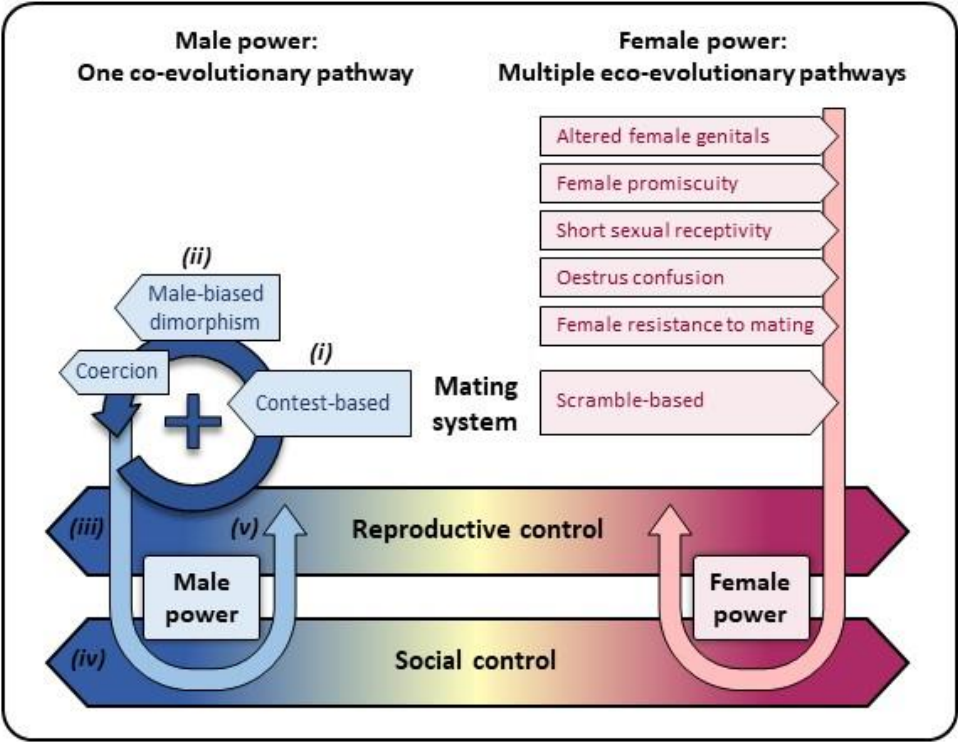 Male power:
One co-evolutionary pathway
Female power:
Multiple eco-evolutionary pathways
Altered female genitals
Female promiscuity
Short sexual receptivity
Oestrus confusion
Female resistance to mating
(ii)
Male-biased
dimorphism
Coercion
(i)
Contest-based
Mating
system
Scramble-based
(iii)
(v)
Reproductive control
Male
power
Female
power
(iv)
Social control